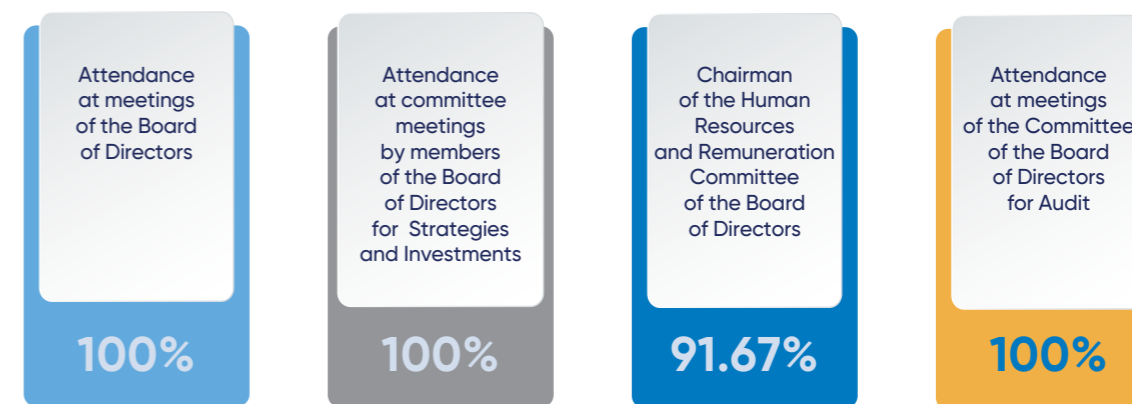 Attendance
at meetings
of the Board
of Directors
100%
Attendance
at committee
meetings
by members
of the Board
of Directors
for Strategies
and Investments
100%
Chairman
of the Human
Resources
and Remuneration
Committee
of the Board
of Directors
91.67%
Attendance
at meetings
of the Committee
of the Board
of Directors
for Audit
100%